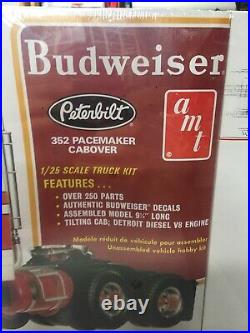 Budweiser
Peterbilt
amt
®
352 PACEMAKER
CABOVER
1/25 SCALE TRUCK KIT
FEATURES...
• OVER 250 PARTS
• AUTHENTIC BUDWEISER® DECALS
• ASSEMBLED MODEL 9¼" LONG
• TILTING CAB; DETROIT DIESEL V8 ENGINE
Modèle réduit de véhicule pour assembler
Unassembled vehicle hobby kit